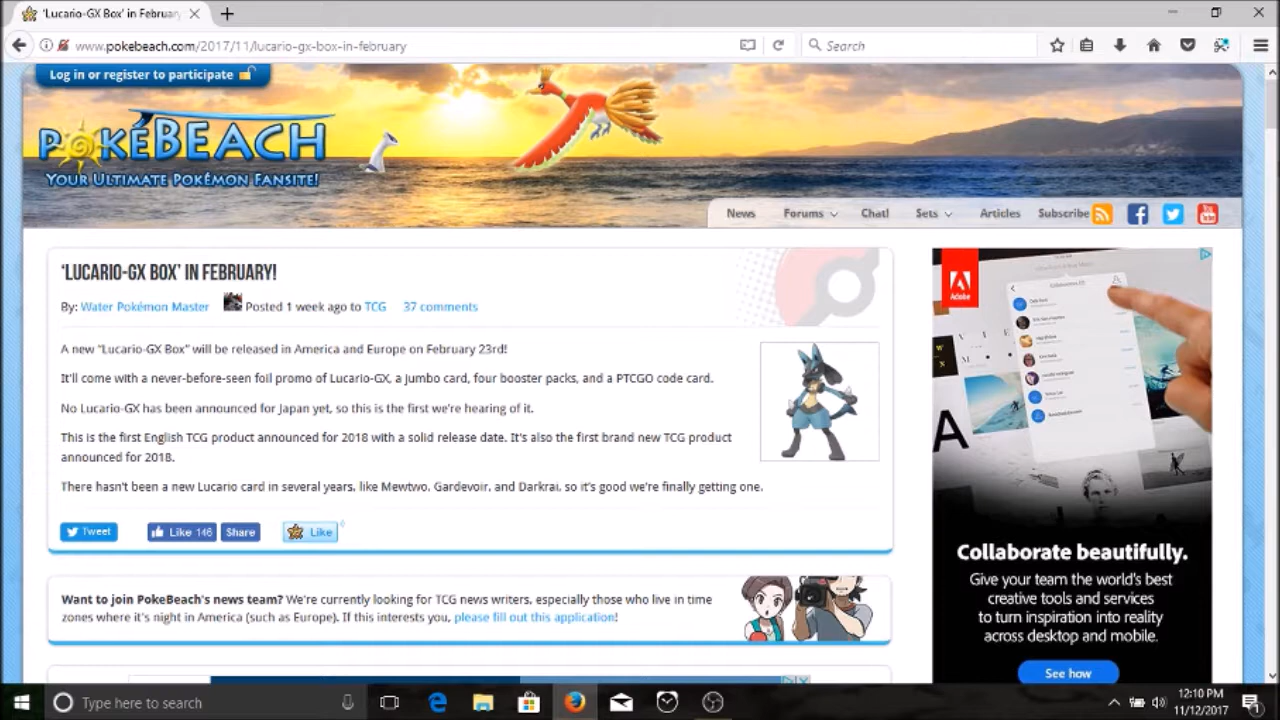 'Lucario-GX Box' in February
www.pokebeach.com/2017/11/lucario-gx-box-in-february
Search
Log in or register to participate
POKÉBEACH
YOUR ULTIMATE POKÉMON FANSITE!
News Forums Chat! Sets Articles Subscribe
'LUCARIO-GX BOX' IN FEBRUARY!
By: Water Pokémon Master Posted 1 week ago to TCG 37 comments
A new "Lucario-GX Box" will be released in America and Europe on February 23rd!
It'll come with a never-before-seen foil promo of Lucario-GX, a jumbo card, four booster packs, and a PTCGO code card.
No Lucario-GX has been announced for Japan yet, so this is the first we're hearing of it.
This is the first English TCG product announced for 2018 with a solid release date. It's also the first brand new TCG product
announced for 2018.
There hasn't been a new Lucario card in several years, like Mewtwo, Gardevoir, and Darkrai, so it's good we're finally getting one.
Tweet Like 146 Share Like
Want to join PokeBeach's news team? We're currently looking for TCG news writers, especially those who live in time
zones where it's night in America (such as Europe). If this interests you, please fill out this application!
Adobe
Collaborate beautifully.
Give your team the world's best
creative tools and services
to turn inspiration into reality
across desktop and mobile.
See how
Type here to search
12:10 PM
11/12/2017